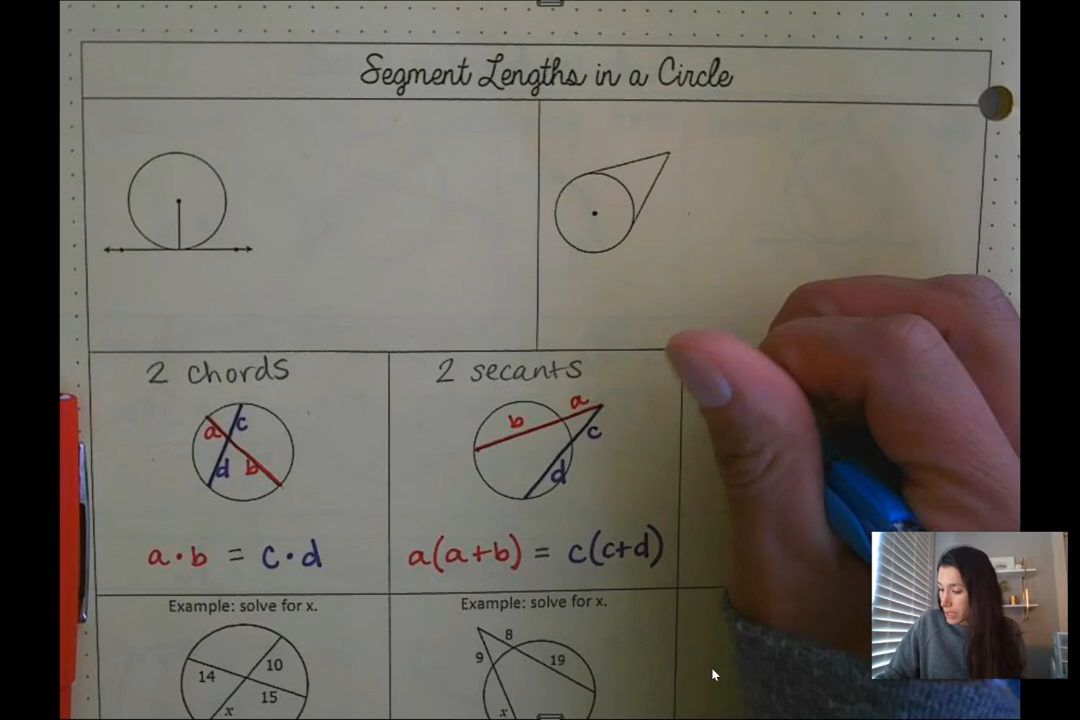 Segment Lengths in a Circle
2 chords
2 secants
a c
d b
b a
c
d
a·b = c·d
a(a+b) = c(c+d)
Example: solve for x.
Example: solve for x.
14 10
15
x
8
9 19
x